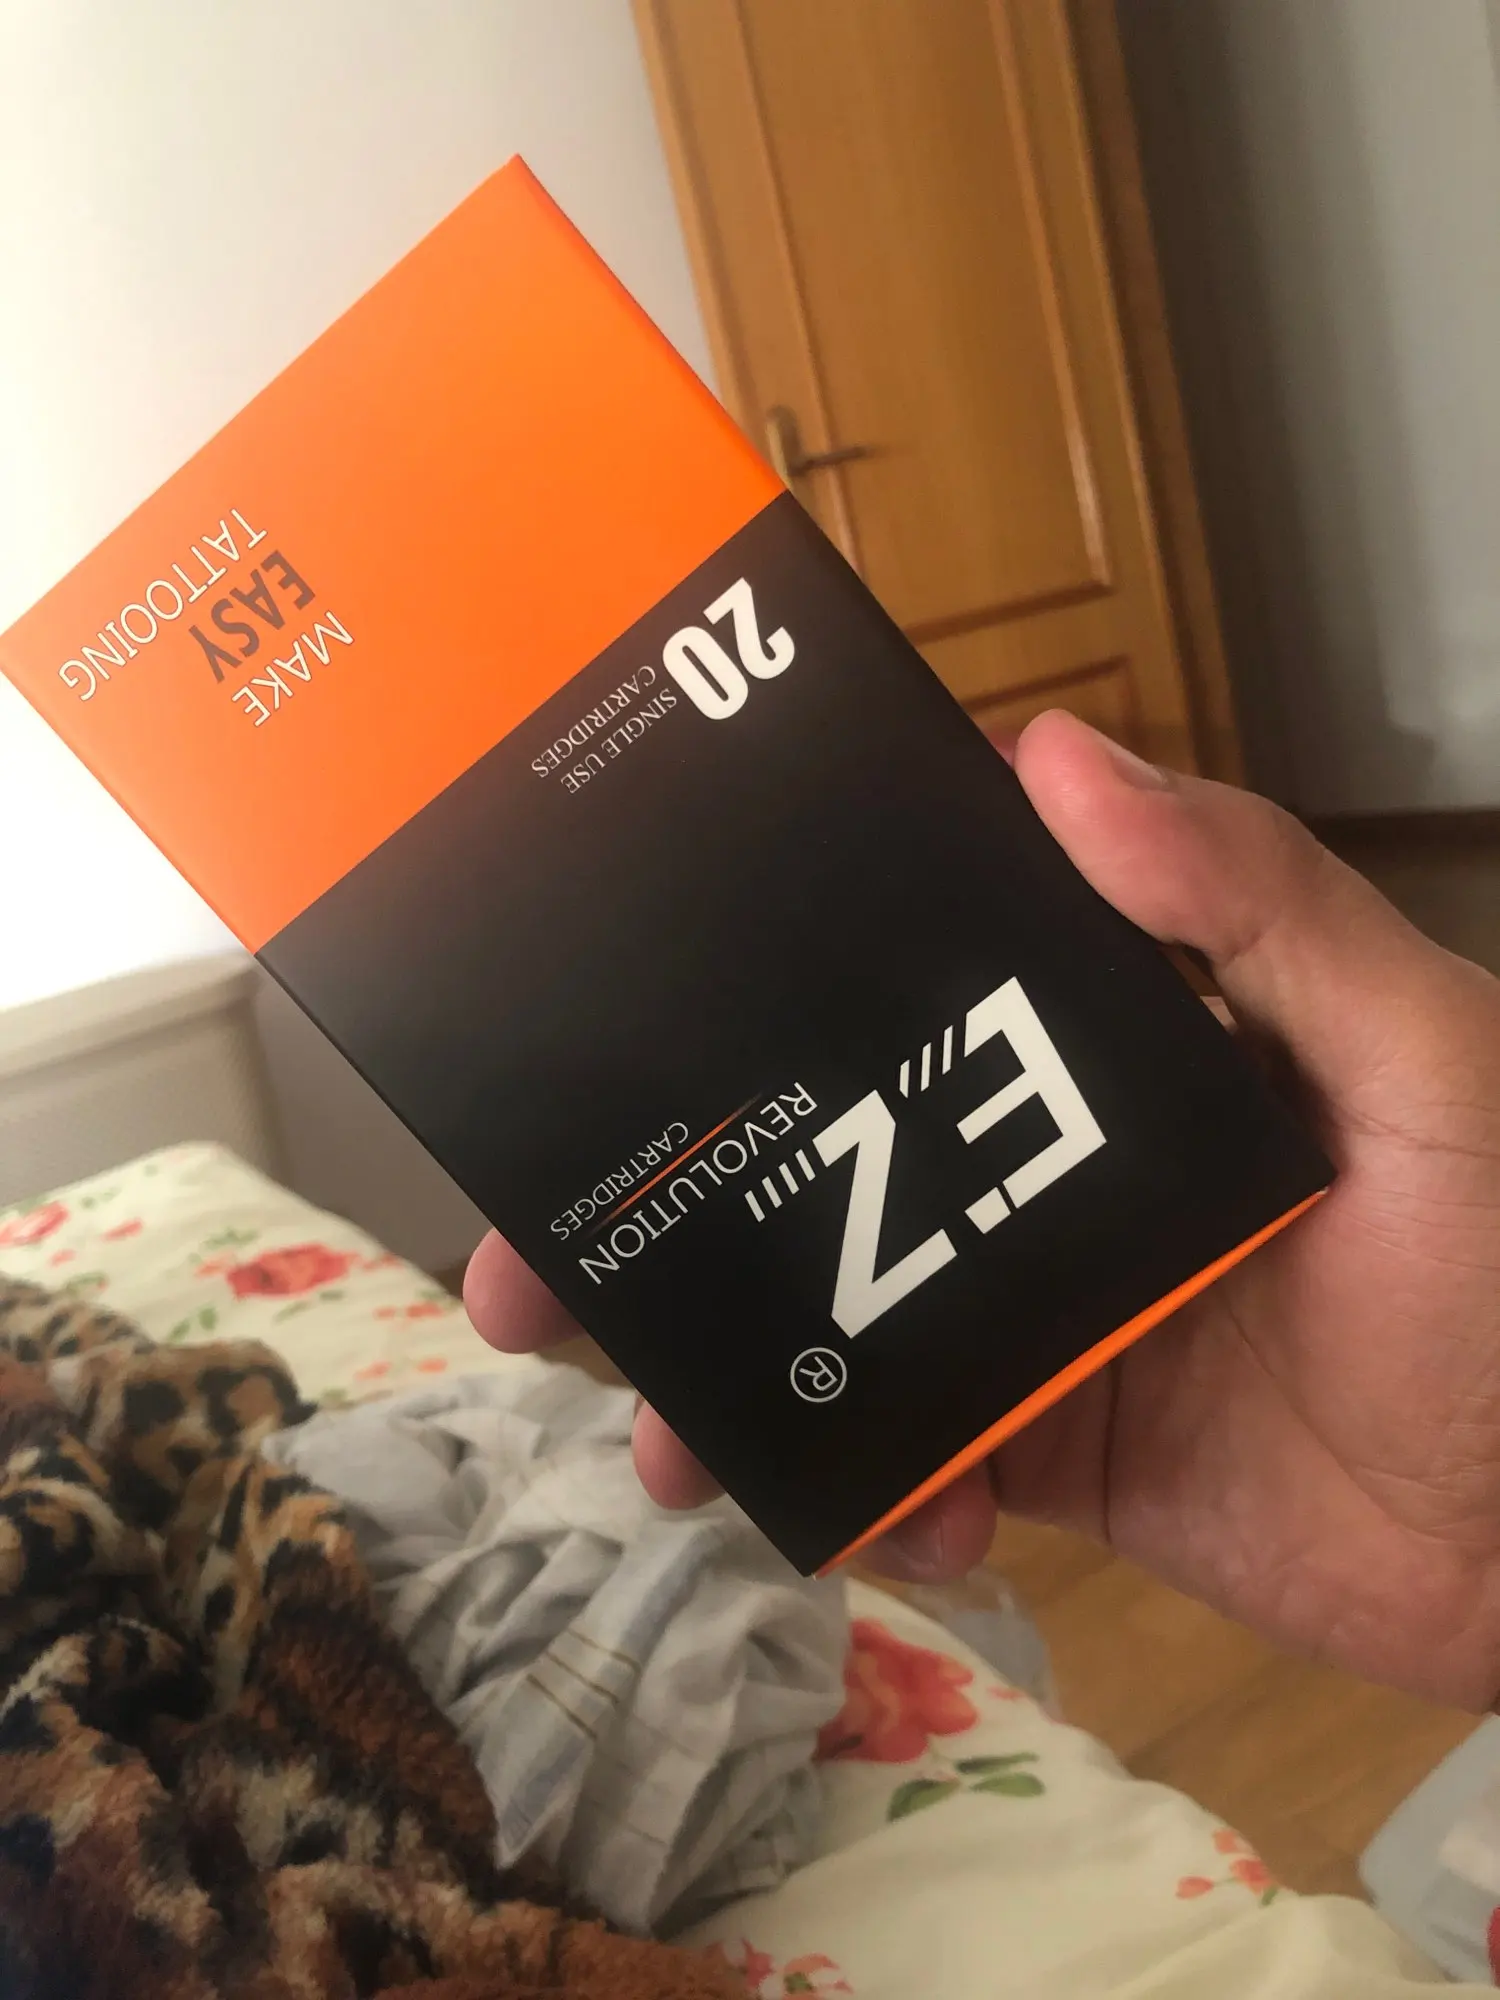 EZ®
REVOLUTION
CARTRIDGES
20
SINGLE USE
CARTRIDGES
MAKE
EASY
TATTOOING